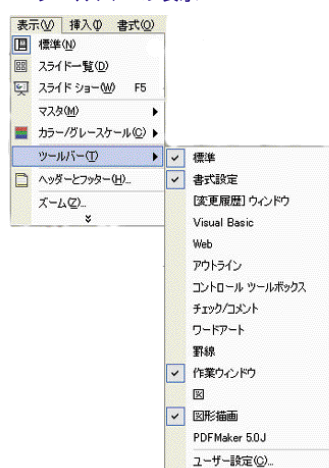 表示(V) 挿入(I) 書式(O)
標準(N)
スライド一覧(D)
スライド ショー(W) F5
マスタ(M)
カラー/グレースケール(C)
ツールバー(T)
ヘッダーとフッター(H)...
ズーム(Z)...
標準
書式設定
[変更履歴] ウィンドウ
Visual Basic
Web
アウトライン
コントロール ツールボックス
チェック/コメント
ワードアート
罫線
作業ウィンドウ
図
図形描画
PDFMaker 5.0J
ユーザー設定(C)...